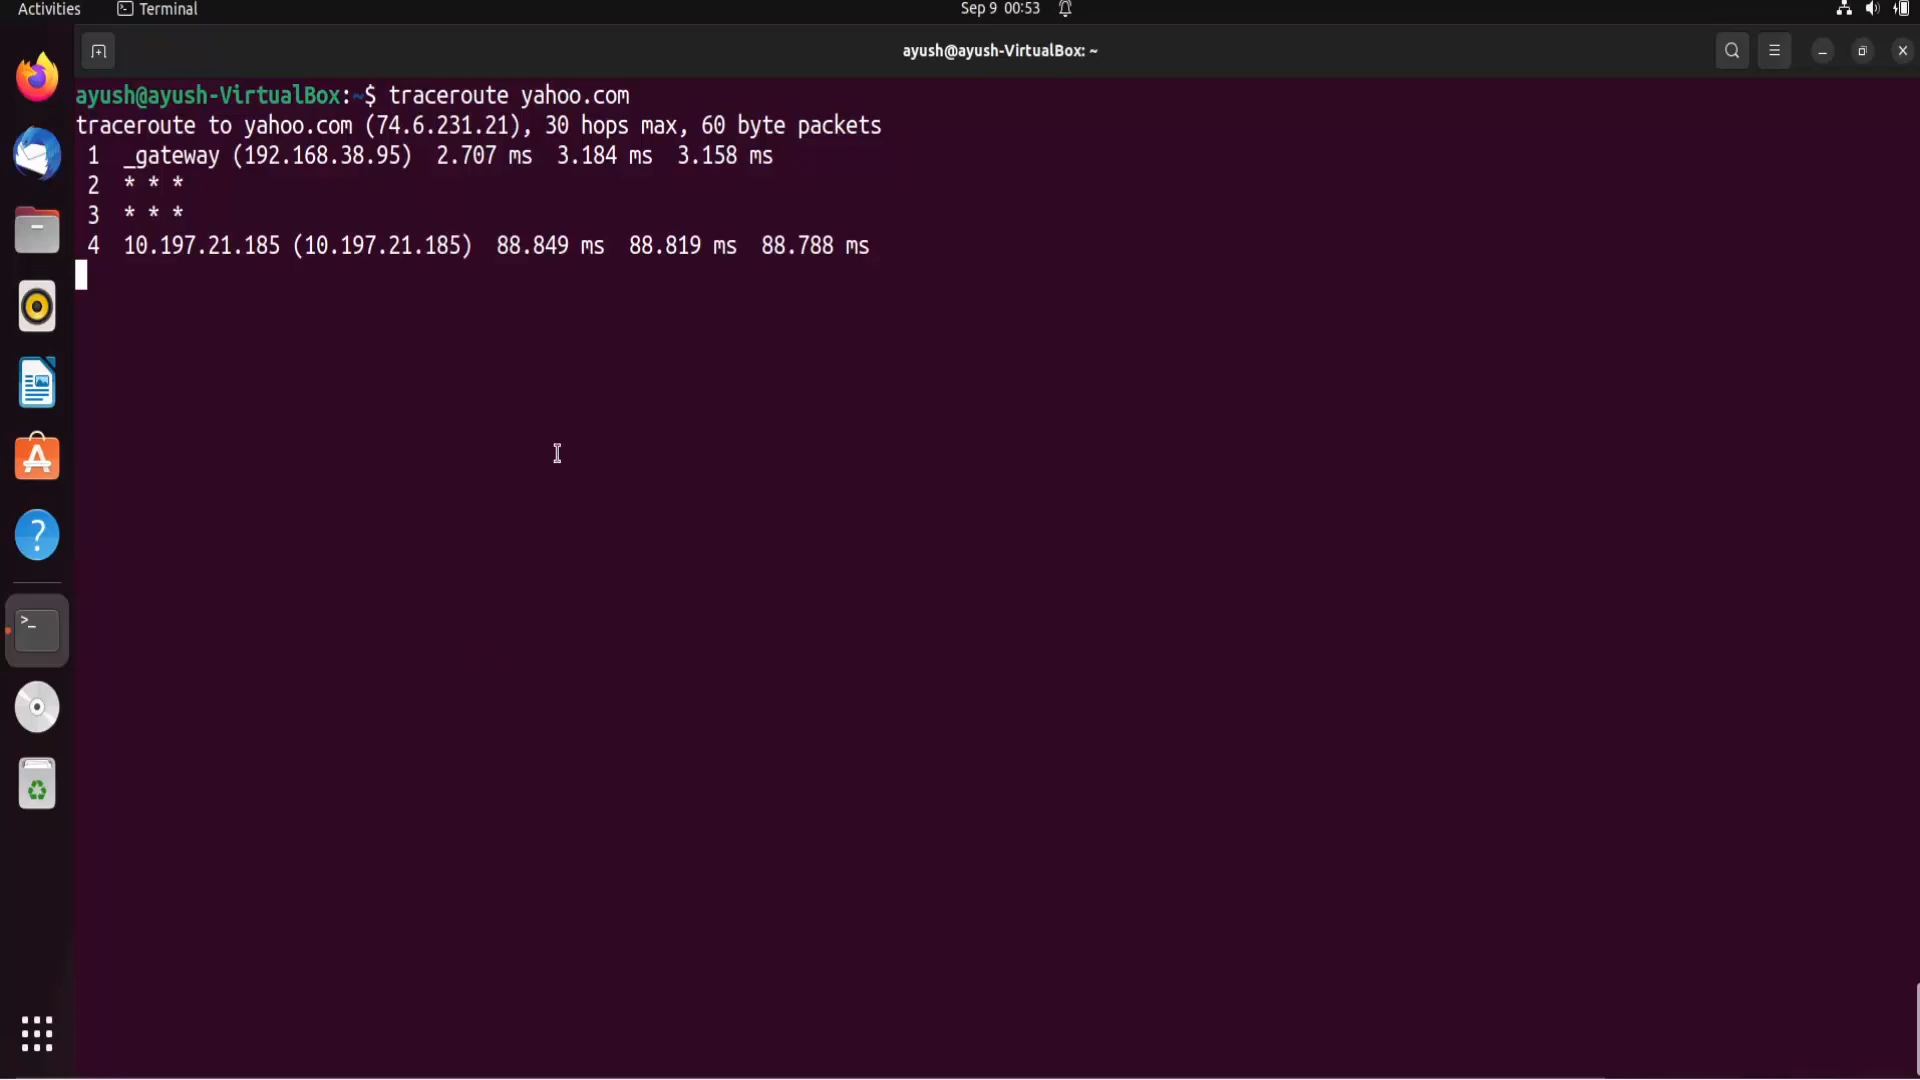 Activities Terminal Sep 9 00:53
ayush@ayush-VirtualBox: ~
ayush@ayush-VirtualBox:~$ traceroute yahoo.com
traceroute to yahoo.com (74.6.231.21), 30 hops max, 60 byte packets
1 _gateway (192.168.38.95) 2.707 ms 3.184 ms 3.158 ms
2 * * *
3 * * *
4 10.197.21.185 (10.197.21.185) 88.849 ms 88.819 ms 88.788 ms